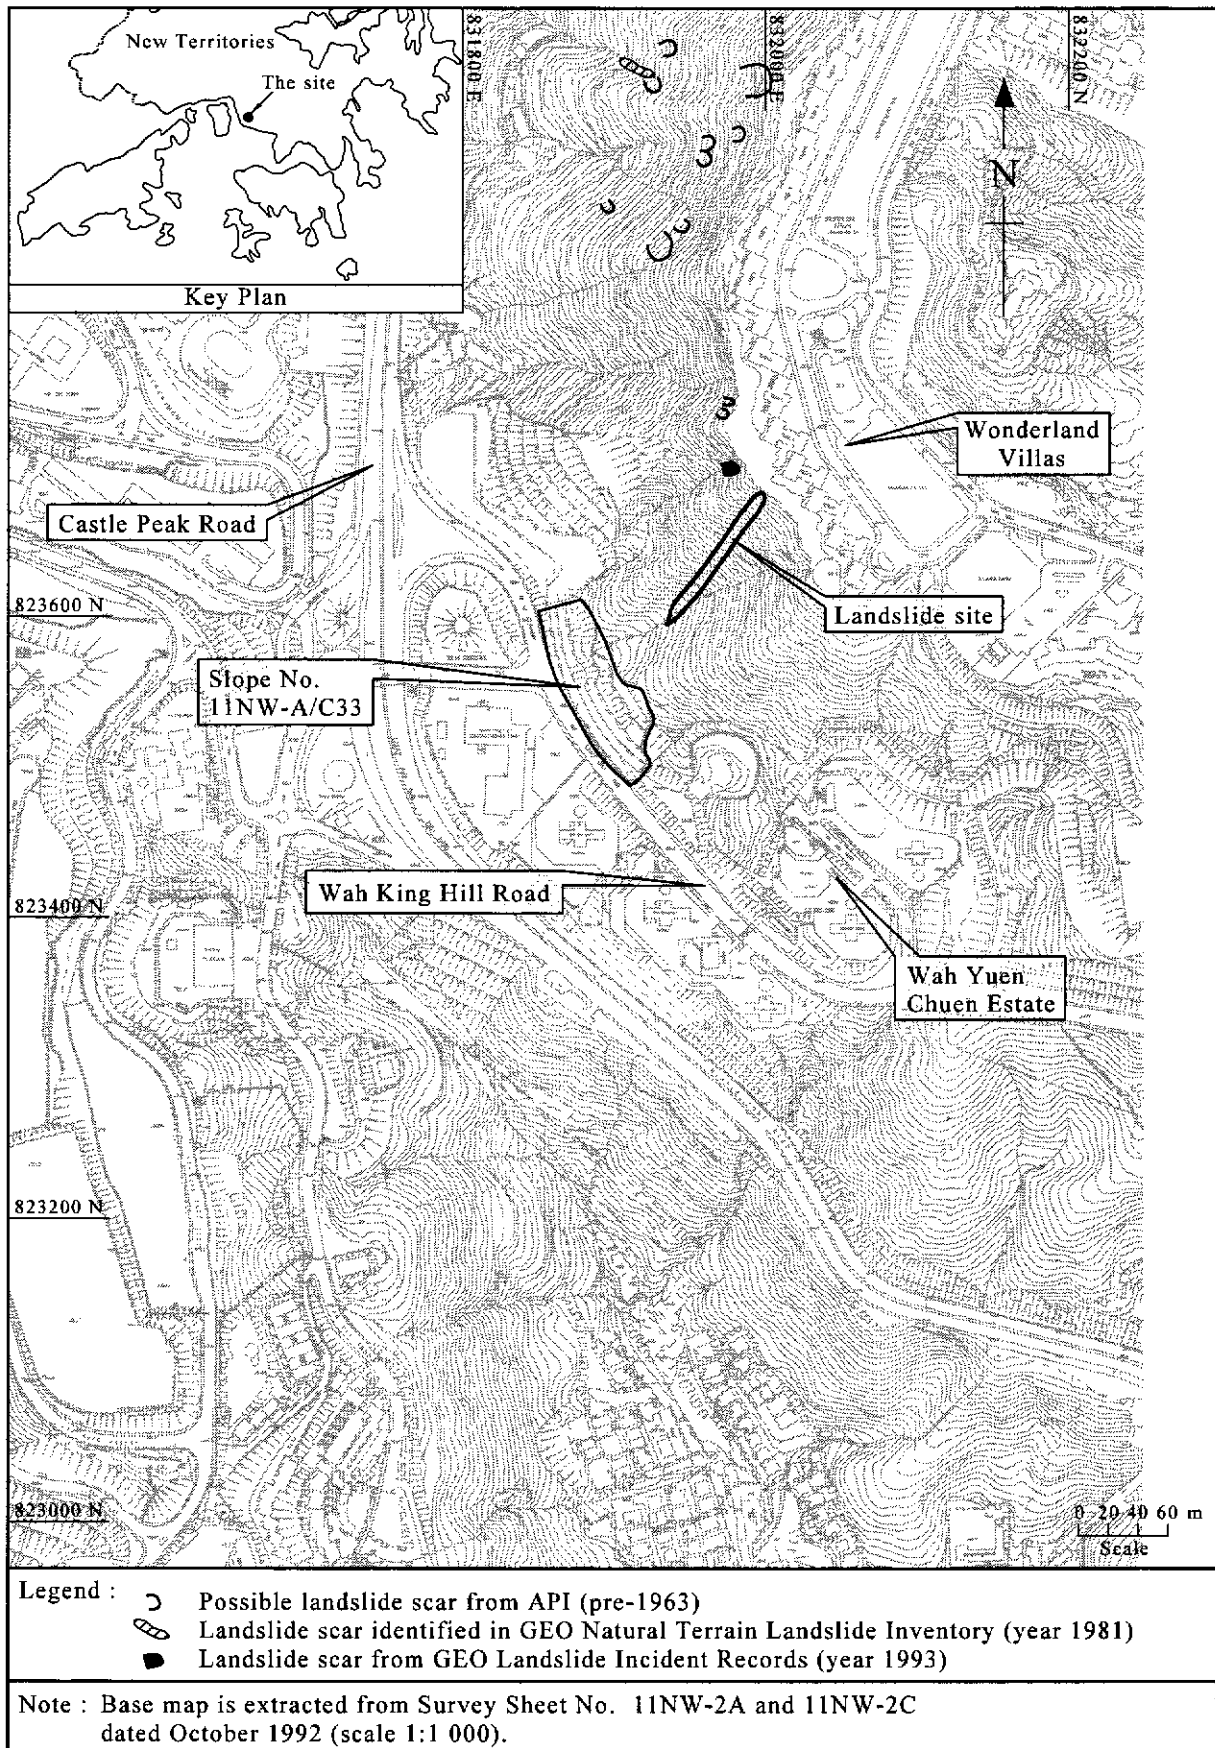 New Territories
The site
Key Plan
831800 E
832000 E
832200 N
N
Wonderland
Villas
Castle Peak Road
Landslide site
823600 N
Slope No.
11NW-A/C33
Wah King Hill Road
823400 N
Wah Yuen
Chuen Estate
823200 N
823000 N
0 20 40 60 m
Scale
Legend :
Possible landslide scar from API (pre-1963)
Landslide scar identified in GEO Natural Terrain Landslide Inventory (year 1981)
Landslide scar from GEO Landslide Incident Records (year 1993)
Note : Base map is extracted from Survey Sheet No. 11NW-2A and 11NW-2C
dated October 1992 (scale 1:1 000).